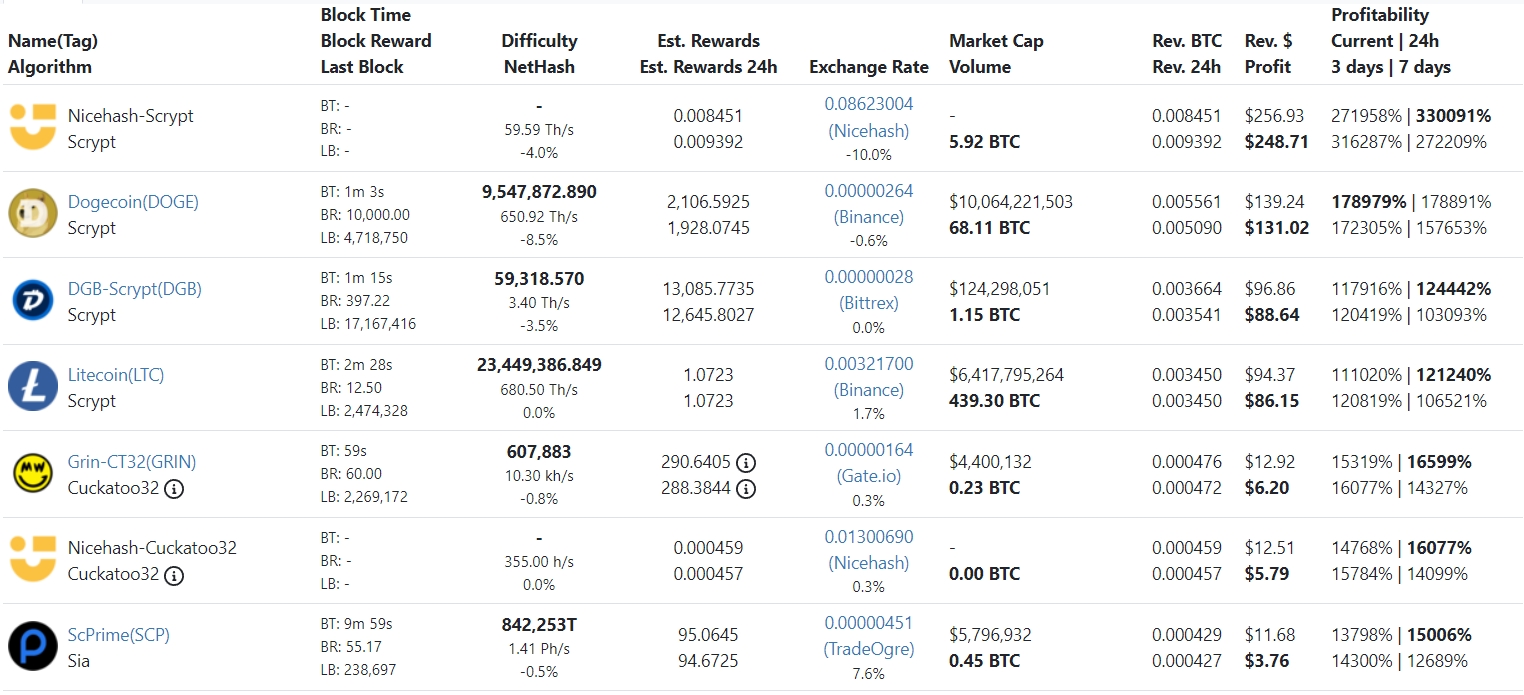 Name(Tag)
Algorithm
Block Time
Block Reward
Last Block
Difficulty
NetHash
Est. Rewards
Est. Rewards 24h
Exchange Rate
Market Cap
Volume
Rev. BTC
Rev. 24h
Rev. $
Profit
Profitability
Current | 24h
3 days | 7 days
Nicehash-Scrypt
Scrypt
BT: -
BR: -
LB: -
-
59.59 Th/s
-4.0%
0.008451
0.009392
0.08623004
(Nicehash)
-10.0%
-
5.92 BTC
0.008451
0.009392
$256.93
$248.71
271958% | 330091%
316287% | 272209%
Dogecoin(DOGE)
Scrypt
BT: 1m 3s
BR: 10,000.00
LB: 4,718,750
9,547,872.890
650.92 Th/s
-8.5%
2,106.5925
1,928.0745
0.00000264
(Binance)
-0.6%
$10,064,221,503
68.11 BTC
0.005561
0.005090
$139.24
$131.02
178979% | 178891%
172305% | 157653%
DGB-Scrypt(DGB)
Scrypt
BT: 1m 15s
BR: 397.22
LB: 17,167,416
59,318.570
3.40 Th/s
-3.5%
13,085.7735
12,645.8027
0.00000028
(Bittrex)
0.0%
$124,298,051
1.15 BTC
0.003664
0.003541
$96.86
$88.64
117916% | 124442%
120419% | 103093%
Litecoin(LTC)
Scrypt
BT: 2m 28s
BR: 12.50
LB: 2,474,328
23,449,386.849
680.50 Th/s
0.0%
1.0723
1.0723
0.00321700
(Binance)
1.7%
$6,417,795,264
439.30 BTC
0.003450
0.003450
$94.37
$86.15
111020% | 121240%
120819% | 106521%
MW
Grin-CT32(GRIN)
Cuckatoo32
BT: 59s
BR: 60.00
LB: 2,269,172
607,883
10.30 kh/s
-0.8%
290.6405
288.3844
0.00000164
(Gate.io)
0.3%
$4,400,132
0.23 BTC
0.000476
0.000472
$12.92
$6.20
15319% | 16599%
16077% | 14327%
Nicehash-Cuckatoo32
Cuckatoo32
BT: -
BR: -
LB: -
-
355.00 h/s
0.0%
0.000459
0.000457
0.01300690
(Nicehash)
0.3%
-
0.00 BTC
0.000459
0.000457
$12.51
$5.79
14768% | 16077%
15784% | 14099%
ScPrime(SCP)
Sia
BT: 9m 59s
BR: 55.17
LB: 238,697
842,253T
1.41 Ph/s
-0.5%
95.0645
94.6725
0.00000451
(TradeOgre)
7.6%
$5,796,932
0.45 BTC
0.000429
0.000427
$11.68
$3.76
13798% | 15006%
14300% | 12689%